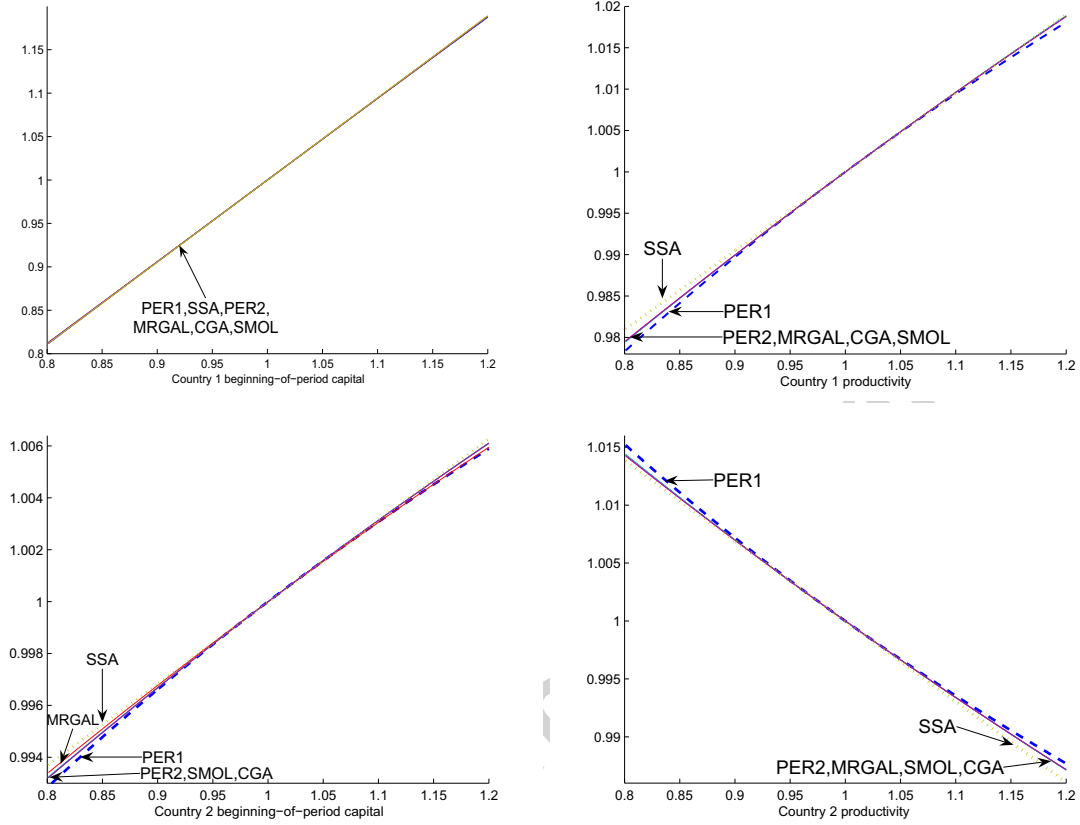 1.15
1.1
1.05
1
0.95
0.9
0.85
0.8
PER1,SSA,PER2,
MRGAL,CGA,SMOL
0.8 0.85 0.9 0.95 1 1.05 1.1 1.15 1.2
Country 1 beginning−of−period capital
1.02
1.015
1.01
1.005
1
0.995
0.99
0.985
0.98
SSA
PER1
PER2,MRGAL,CGA,SMOL
0.8 0.85 0.9 0.95 1 1.05 1.1 1.15 1.2
Country 1 productivity
1.006
1.004
1.002
1
0.998
0.996
0.994
SSA
MRGAL
PER1
PER2,SMOL,CGA
0.8 0.85 0.9 0.95 1 1.05 1.1 1.15 1.2
Country 2 beginning−of−period capital
1.015
1.01
1.005
1
0.995
0.99
PER1
SSA
PER2,MRGAL,SMOL,CGA
0.8 0.85 0.9 0.95 1 1.05 1.1 1.15 1.2
Country 2 productivity